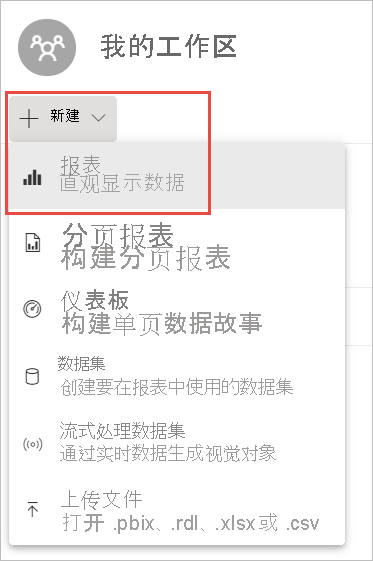 我的工作区
新建
报表
直观显示数据
分页报表
构建分页报表
仪表板
构建单页数据故事
数据集
创建要在报表中使用的数据集
流式处理数据集
通过实时数据生成视觉对象
上传文件
打开 .pbix、.rdl、.xlsx 或 .csv